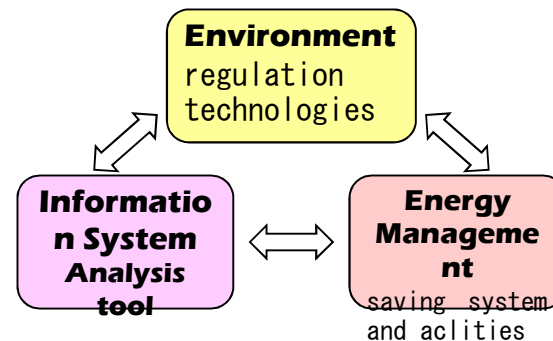 Environment
regulation
technologies
Informatio
n System
Analysis
tool
Energy
Manageme
nt
saving system
and aclities